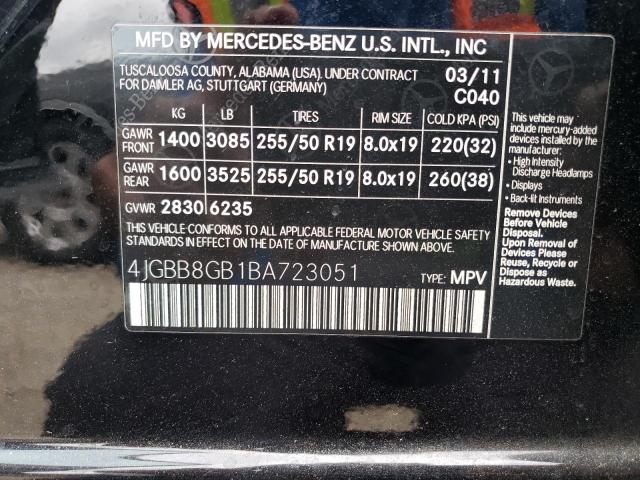 MFD BY MERCEDES-BENZ U.S. INTL., INC
TUSCALOOSA COUNTY, ALABAMA (USA). UNDER CONTRACT
FOR DAIMLER AG, STUTTGART (GERMANY)
03/11
C040
KG LB TIRES RIM SIZE COLD KPA (PSI)
GAWR FRONT 1400 3085 255/50 R19 8.0x19 220(32)
GAWR REAR 1600 3525 255/50 R19 8.0x19 260(38)
GVWR 2830 6235
THIS VEHICLE CONFORMS TO ALL APPLICABLE FEDERAL MOTOR VEHICLE
SAFETY STANDARDS IN EFFECT ON THE DATE OF MANUFACTURE SHOWN ABOVE.
4JGBB8GB1BA723051
TYPE: MPV
This vehicle may
include mercury-added
devices installed by the
manufacturer:
• High Intensity
Discharge Headlamps
• Displays
• Back-lit Instruments
Remove Devices
Before Vehicle
Disposal.
Upon Removal of
Devices Please
Reuse, Recycle or
Dispose as
Hazardous Waste.